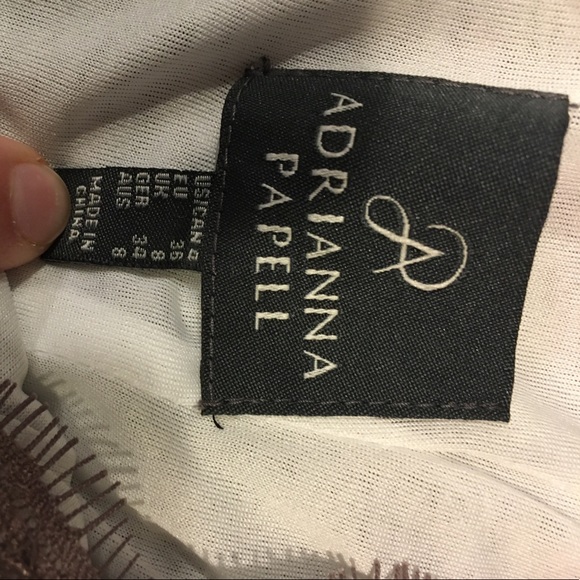 A
ADRIANNA
PAPELL
US/CAN 4
EU 36
UK 8
GER 34
AUS 8
MADE IN
CHINA